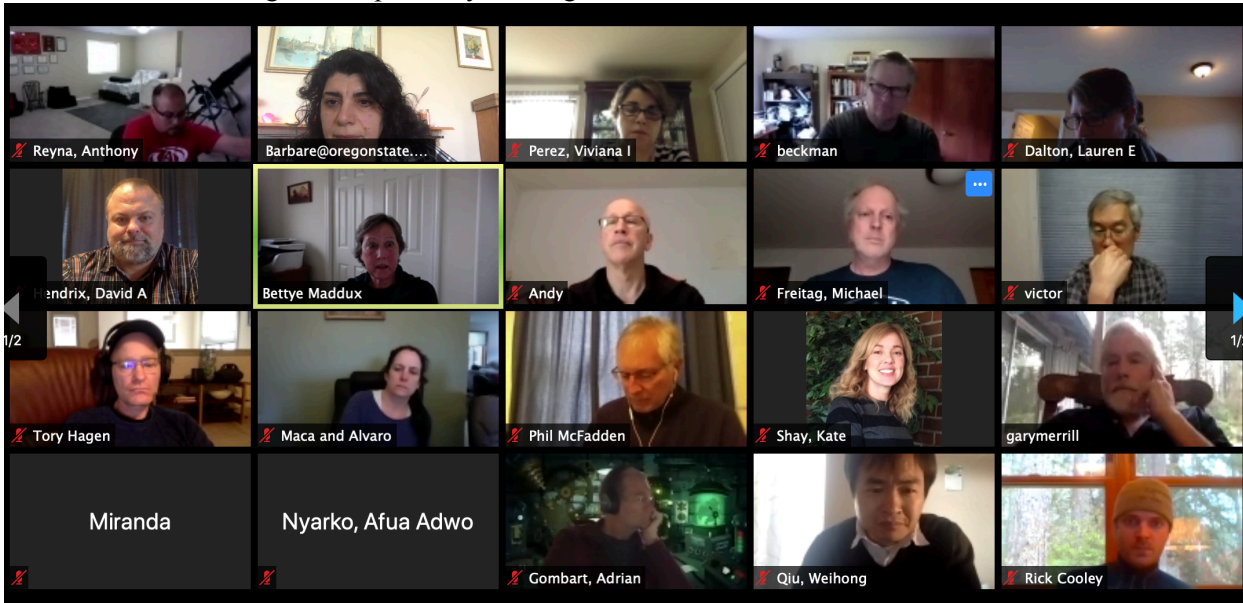 Reyna, Anthony
Barbare@oregonstate....
Perez, Viviana I
beckman
Dalton, Lauren E
Hendrix, David A
Bettye Maddux
Andy
Freitag, Michael
victor
1/2
Tory Hagen
Maca and Alvaro
Phil McFadden
Shay, Kate
garymerrill
Miranda
Nyarko, Afua Adwo
Gombart, Adrian
Qiu, Weihong
Rick Cooley